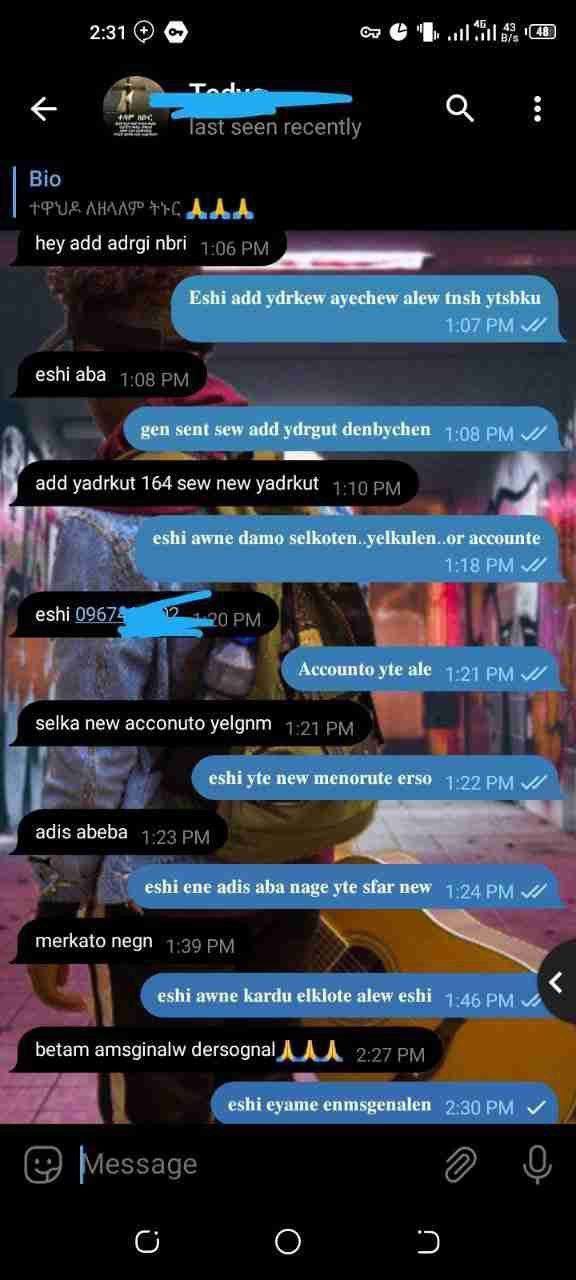 2:31
4G
43
B/s
48
last seen recently
Bio
ተዋህዶ ለዘላለም ትኑር 🙏🙏🙏
hey add adrgi nbri 1:06 PM
Eshi add ydrkew ayechew alew tnsh ytsbku
1:07 PM
eshi aba 1:08 PM
gen sent sew add ydrgut denbychen 1:08 PM
add yadrkut 164 sew new yadrkut 1:10 PM
eshi awne damo selkoten..yelkulen..or accounte
1:18 PM
eshi 0967 1:20 PM
Accounto yte ale 1:21 PM
selka new acconuto yelgnm 1:21 PM
eshi yte new menorute erso 1:22 PM
adis abeba 1:23 PM
eshi ene adis aba nage yte sfar new 1:24 PM
merkato negn 1:39 PM
eshi awne kardu elklote alew eshi 1:46 PM
betam amsginalw dersognal🙏🙏🙏 2:27 PM
eshi eyame enmsgenalen 2:30 PM
Message